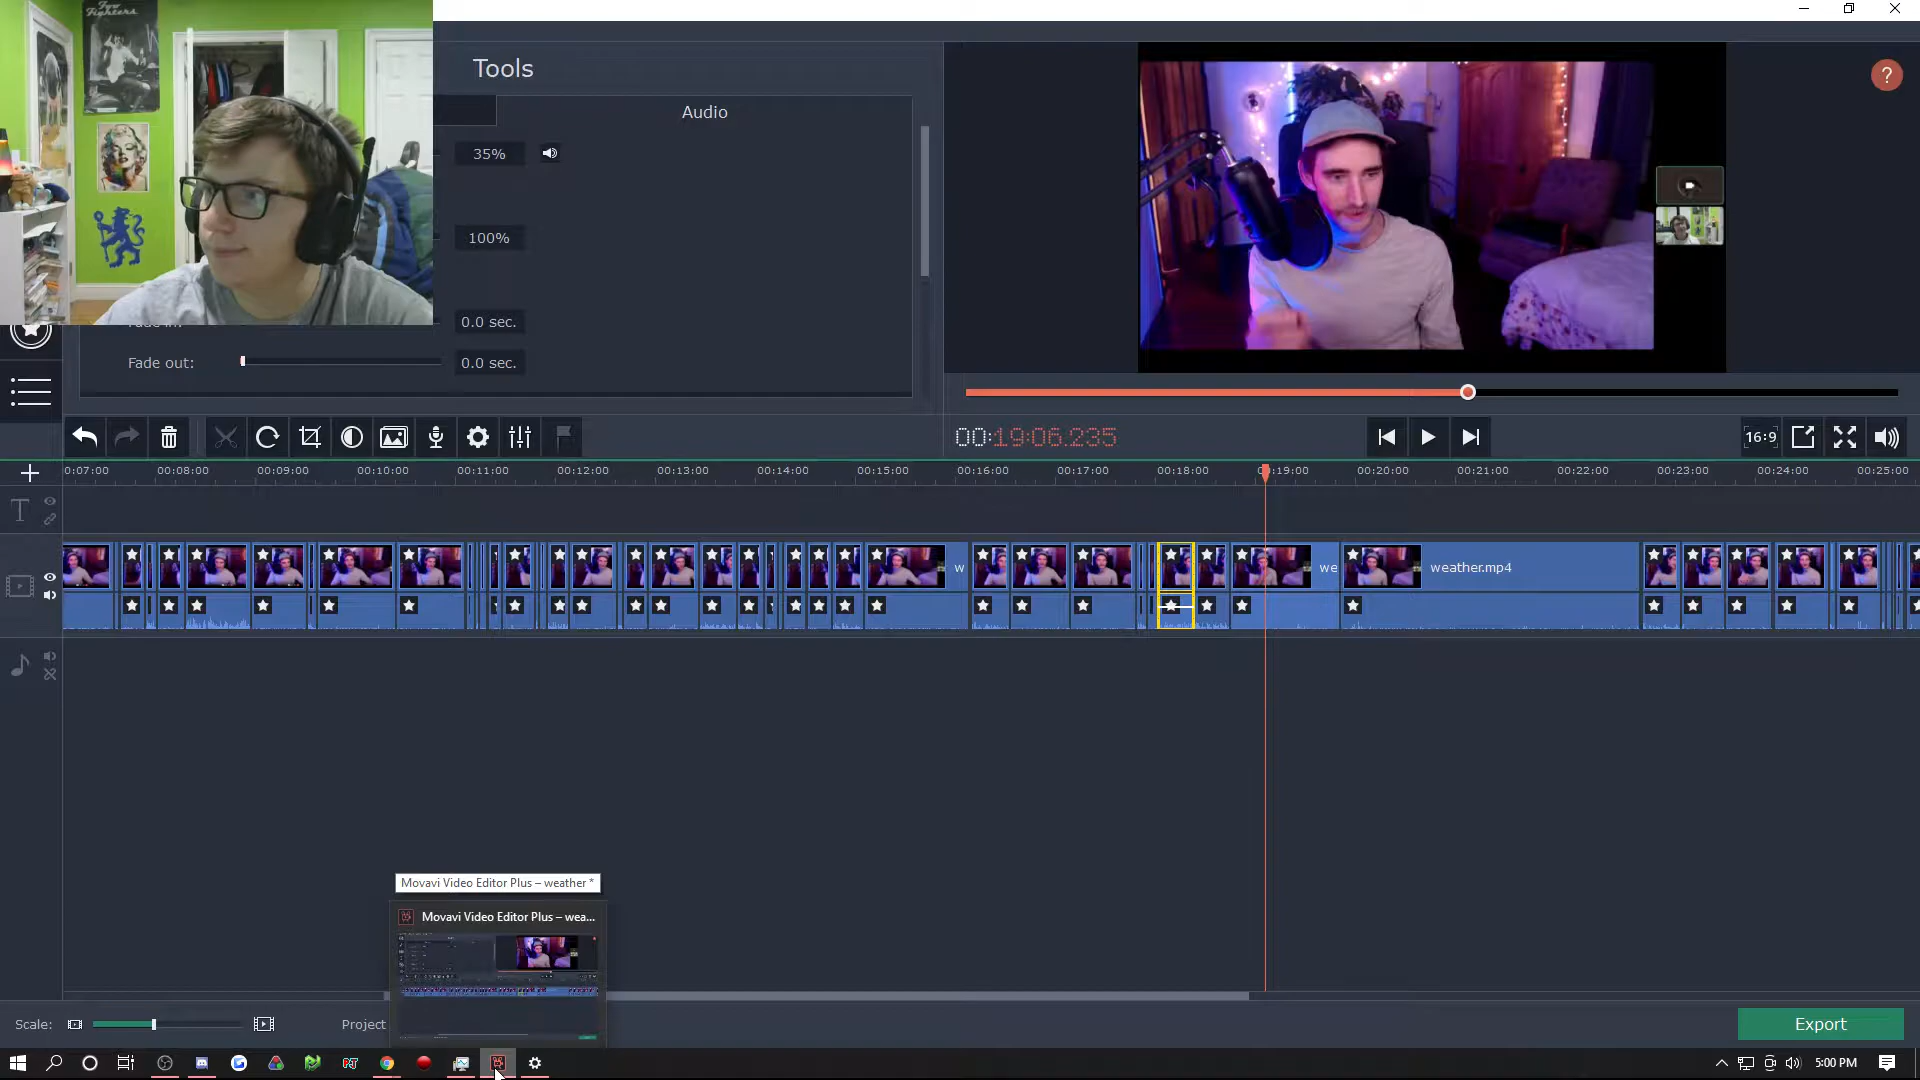 Foo
Fighters
Tools
Audio
35%
100%
0.0 sec.
Fade out:
0.0 sec.
?
00:19:06.235
16:9
0:07:00
00:08:00
00:09:00
00:10:00
00:11:00
00:12:00
00:13:00
00:14:00
00:15:00
00:16:00
00:17:00
00:18:00
00:19:00
00:20:00
00:21:00
00:22:00
00:23:00
00:24:00
00:25:00
T
w
we
weather.mp4
Movavi Video Editor Plus – weather *
Movavi Video Editor Plus – wea...
Scale:
Project
Export
5:00 PM